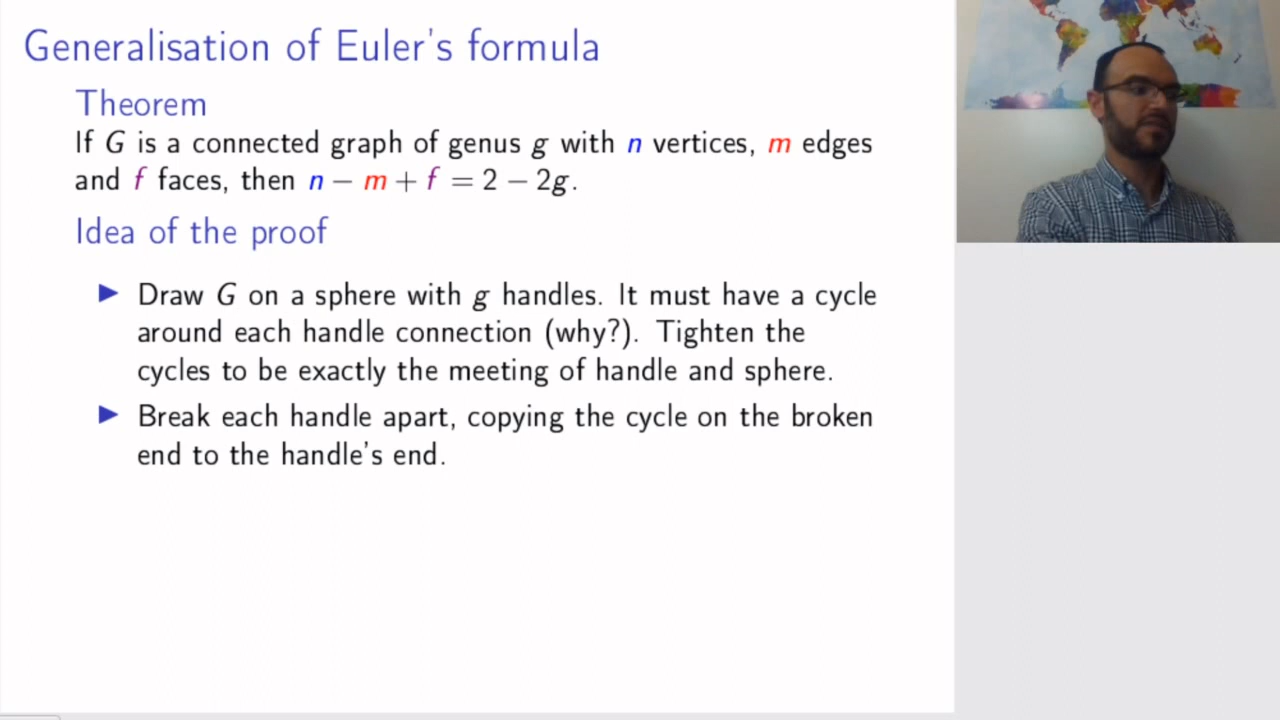 Generalisation of Euler's formula
Theorem
If G is a connected graph of genus g with n vertices, m edges
and f faces, then n − m + f = 2 − 2g.
Idea of the proof
▶ Draw G on a sphere with g handles. It must have a cycle
around each handle connection (why?). Tighten the
cycles to be exactly the meeting of handle and sphere.
▶ Break each handle apart, copying the cycle on the broken
end to the handle's end.